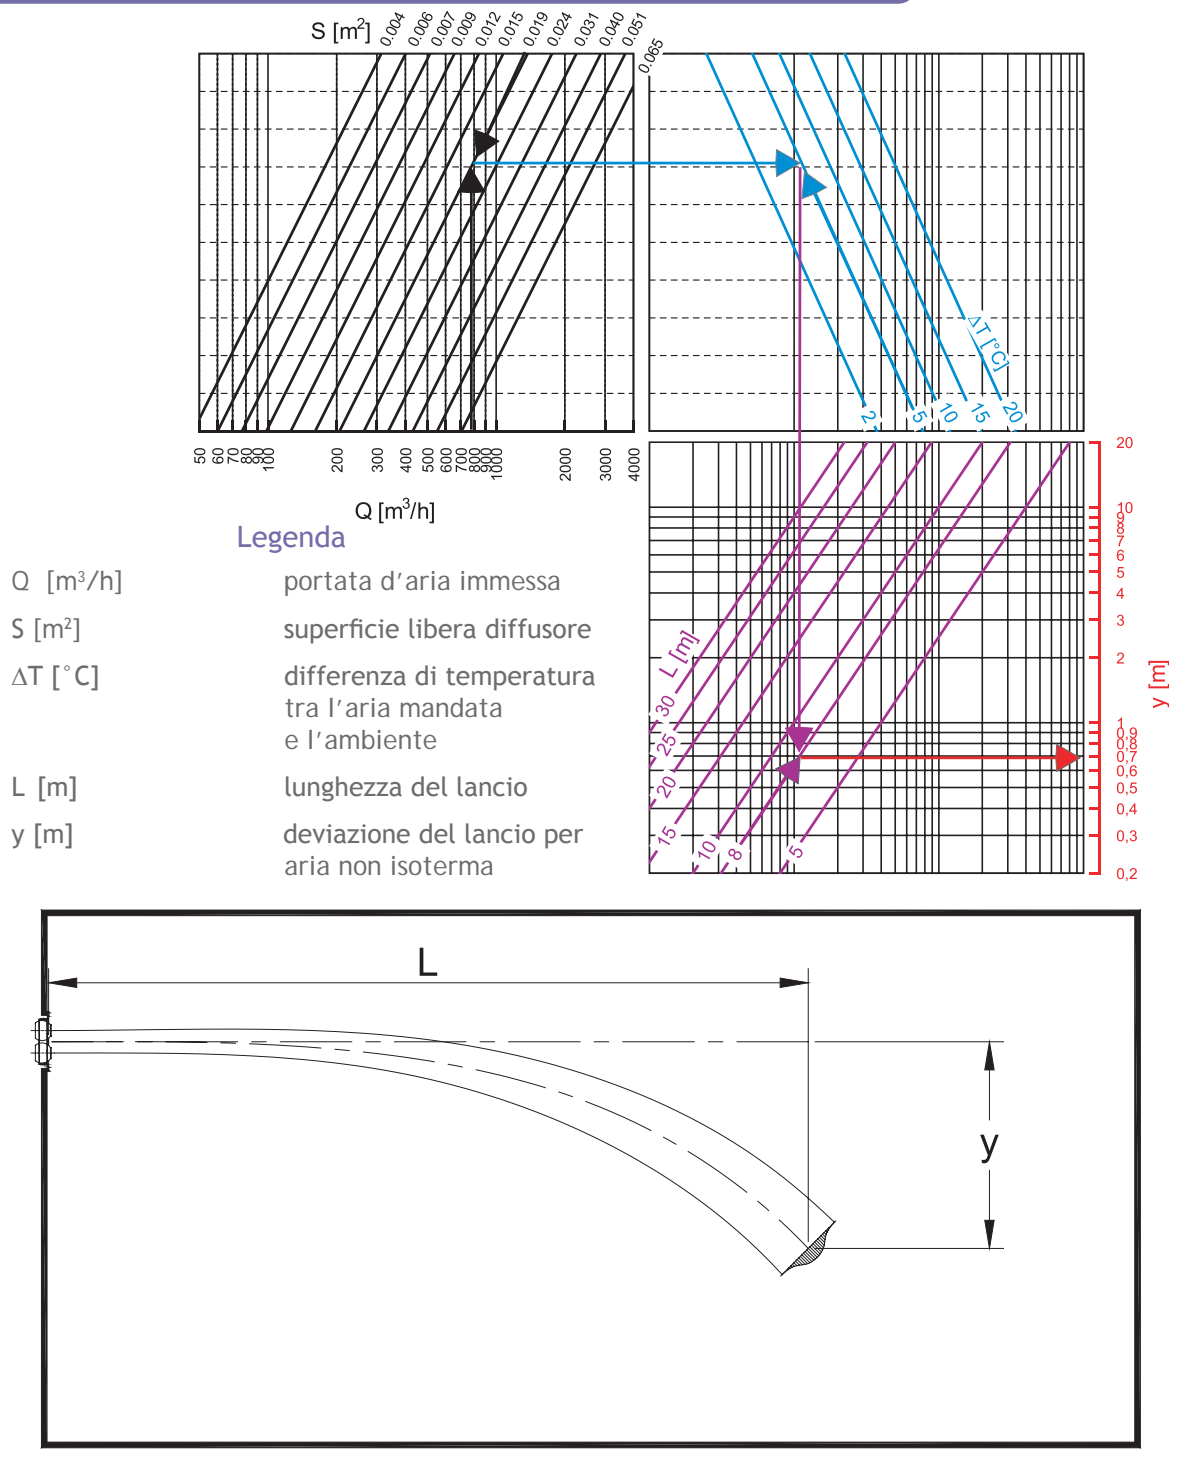 S [m²] 0.004 0.006 0.007 0.009 0.012 0.015 0.019 0.024 0.031 0.040 0.051 0.065
ΔT [°C]
2 5 10 15 20
50 60 70 80 90 100 200 300 400 500 600 700 800 900 1000 2000 3000 4000
Q [m³/h]
20
10
9
8
7
6
5
4
3
2
1
0,9
0,8
0,7
0,6
0,5
0,4
0,3
0,2
y [m]
L [m]
30
25
20
15
10
8
5
Legenda
Q [m³/h] portata d'aria immessa
S [m²] superficie libera diffusore
ΔT [°C] differenza di temperatura
tra l'aria mandata
e l'ambiente
L [m] lunghezza del lancio
y [m] deviazione del lancio per
aria non isoterma
L
y